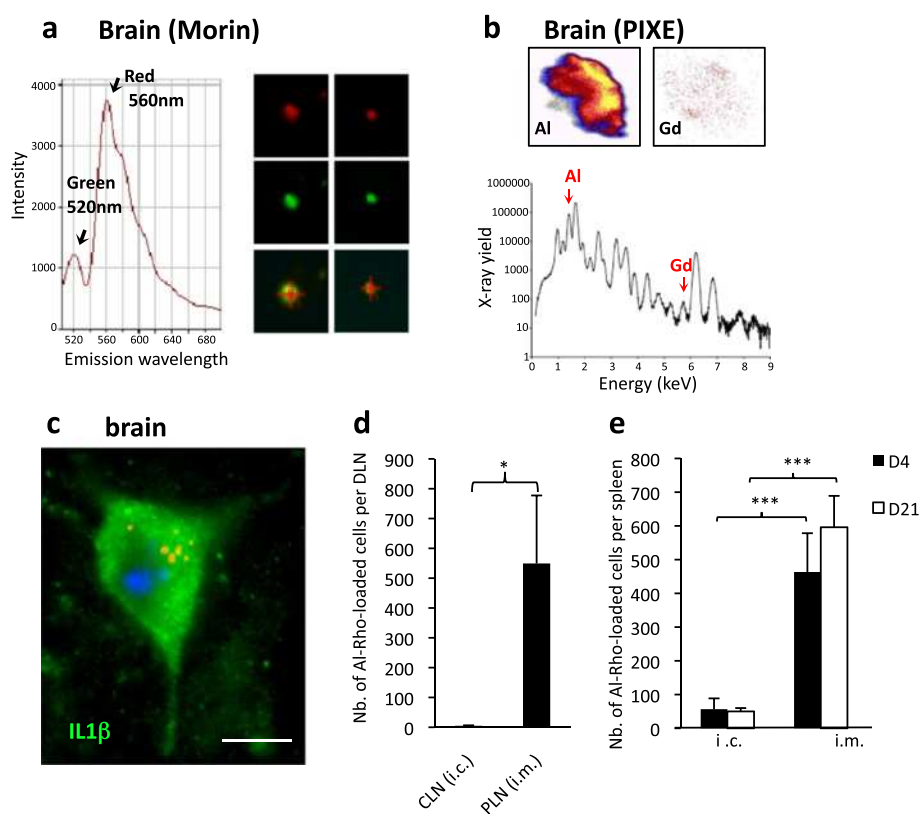 a Brain (Morin)
Red
560nm
Green
520nm
Intensity
4000
3000
2000
1000
0
520 560 600 640 680
Emission wavelength
b Brain (PIXE)
Al
Gd
Al
Gd
X-ray yield
1000000
100000
10000
1000
100
10
1
0 1 2 3 4 5 6 7 8 9
Energy (keV)
c brain
IL1β
d
Nb. of Al-Rho-loaded cells per DLN
900
800
700
600
500
400
300
200
100
0
*
CLN (i.c.)
PLN (i.m.)
e
Nb. of Al-Rho-loaded cells per spleen
800
700
600
500
400
300
200
100
0
***
***
D4
D21
i .c. i.m.